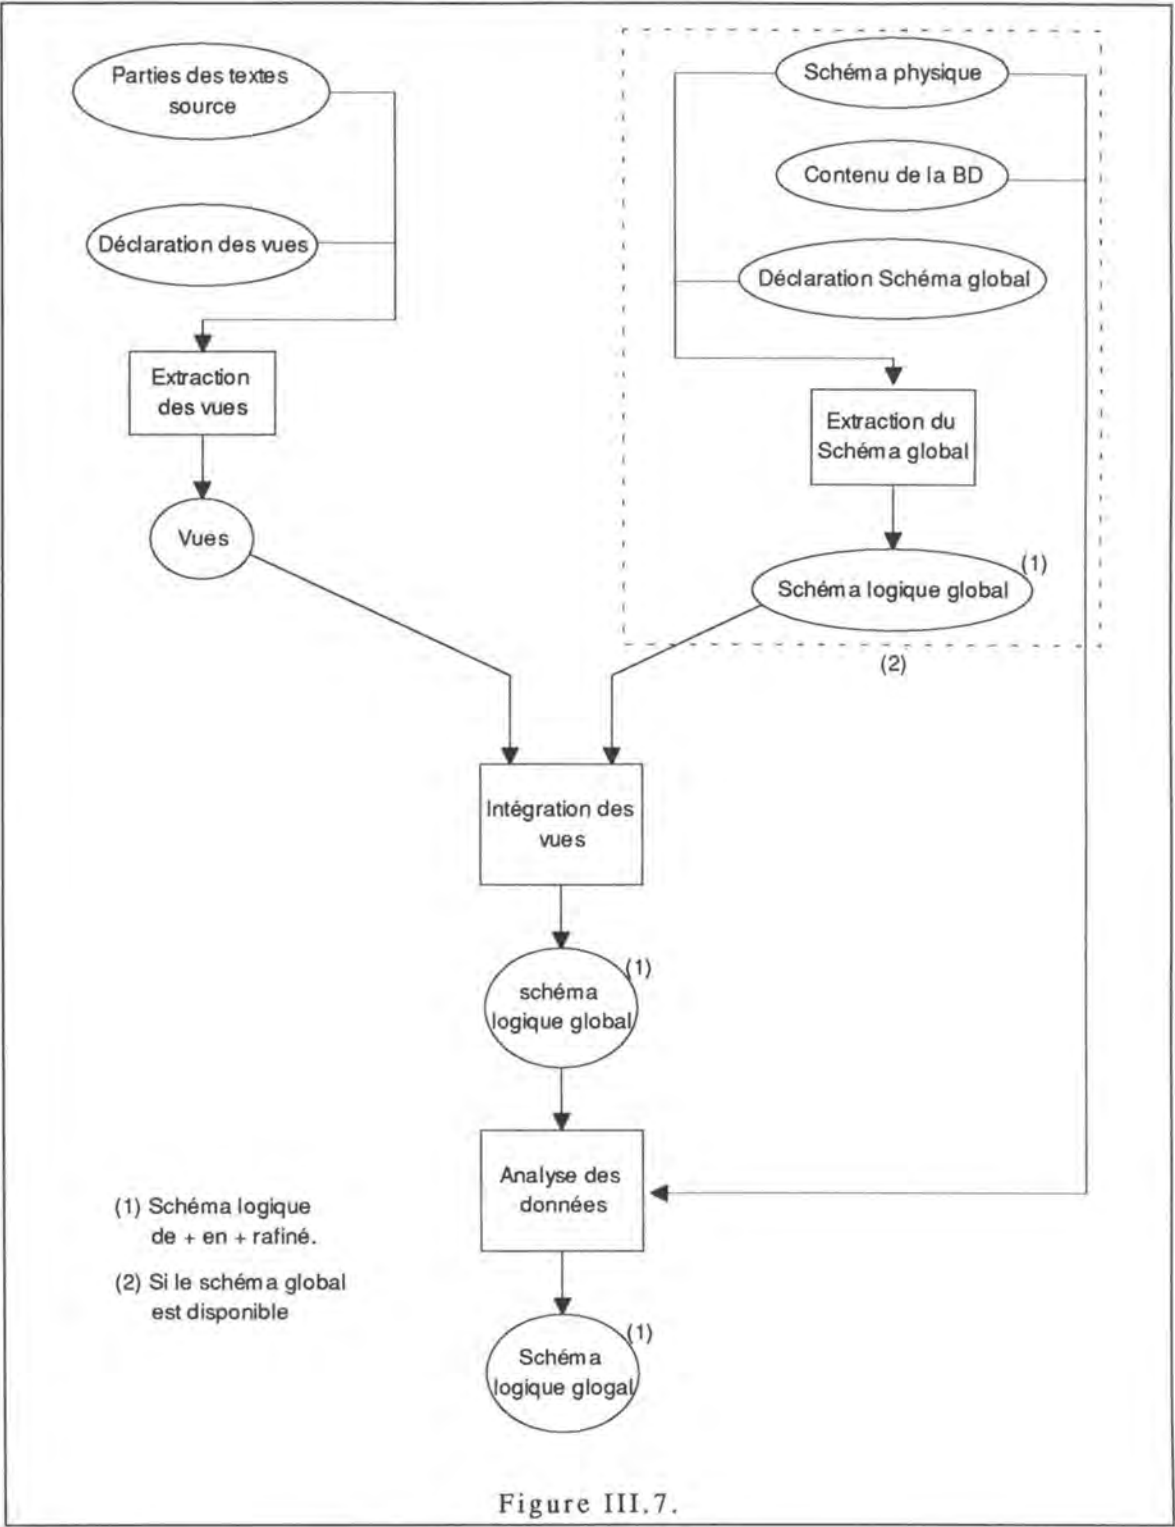 Parties des textes
source
Déclaration des vues
Extraction
des vues
Vues
Schéma physique
Contenu de la BD
Déclaration Schéma global
Extraction du
Schéma global
(1)
Schéma logique global
(2)
Intégration des
vues
(1)
schéma
logique global
Analyse des
données
(1)
Schéma
logique glogal
(1) Schéma logique
de + en + rafiné.
(2) Si le schéma global
est disponible
Figure III.7.